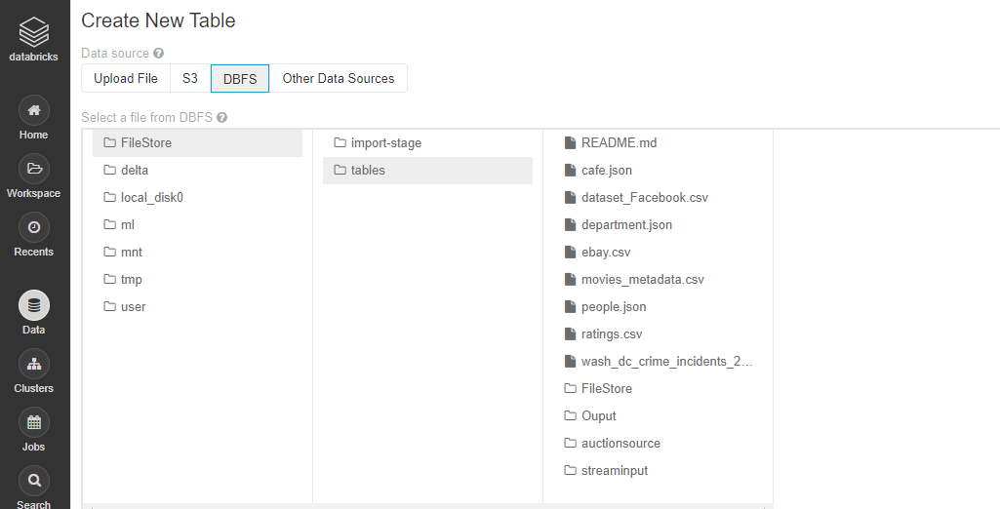 databricks
Home
Workspace
Recents
Data
Clusters
Jobs
Search
Create New Table
Data source
Upload File S3 DBFS Other Data Sources
Select a file from DBFS
FileStore
delta
local_disk0
ml
mnt
tmp
user
import-stage
tables
README.md
cafe.json
dataset_Facebook.csv
department.json
ebay.csv
movies_metadata.csv
people.json
ratings.csv
wash_dc_crime_incidents_2...
FileStore
Ouput
auctionsource
streaminput